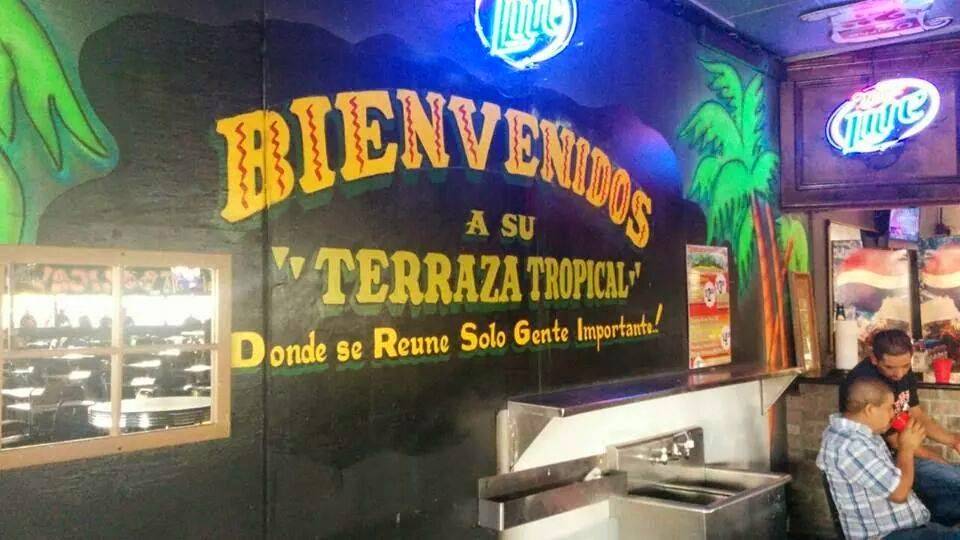 Lite
Lite
BIENVENIDOS
A SU
"TERRAZA TROPICAL"
Donde se Reune Solo Gente Importante..!